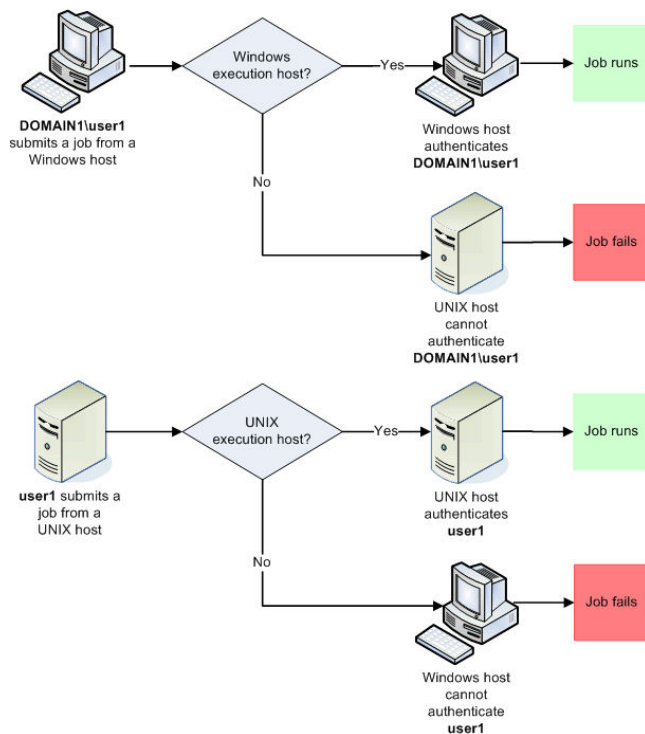 Windows
execution host?
Yes
Job runs
DOMAIN1\user1
submits a job from a
Windows host
Windows host
authenticates
DOMAIN1\user1
No
Job fails
UNIX host
cannot
authenticate
DOMAIN1\user1
UNIX
execution host?
Yes
Job runs
user1 submits a
job from a
UNIX host
UNIX host
authenticates
user1
No
Job fails
Windows host
cannot
authenticate
user1